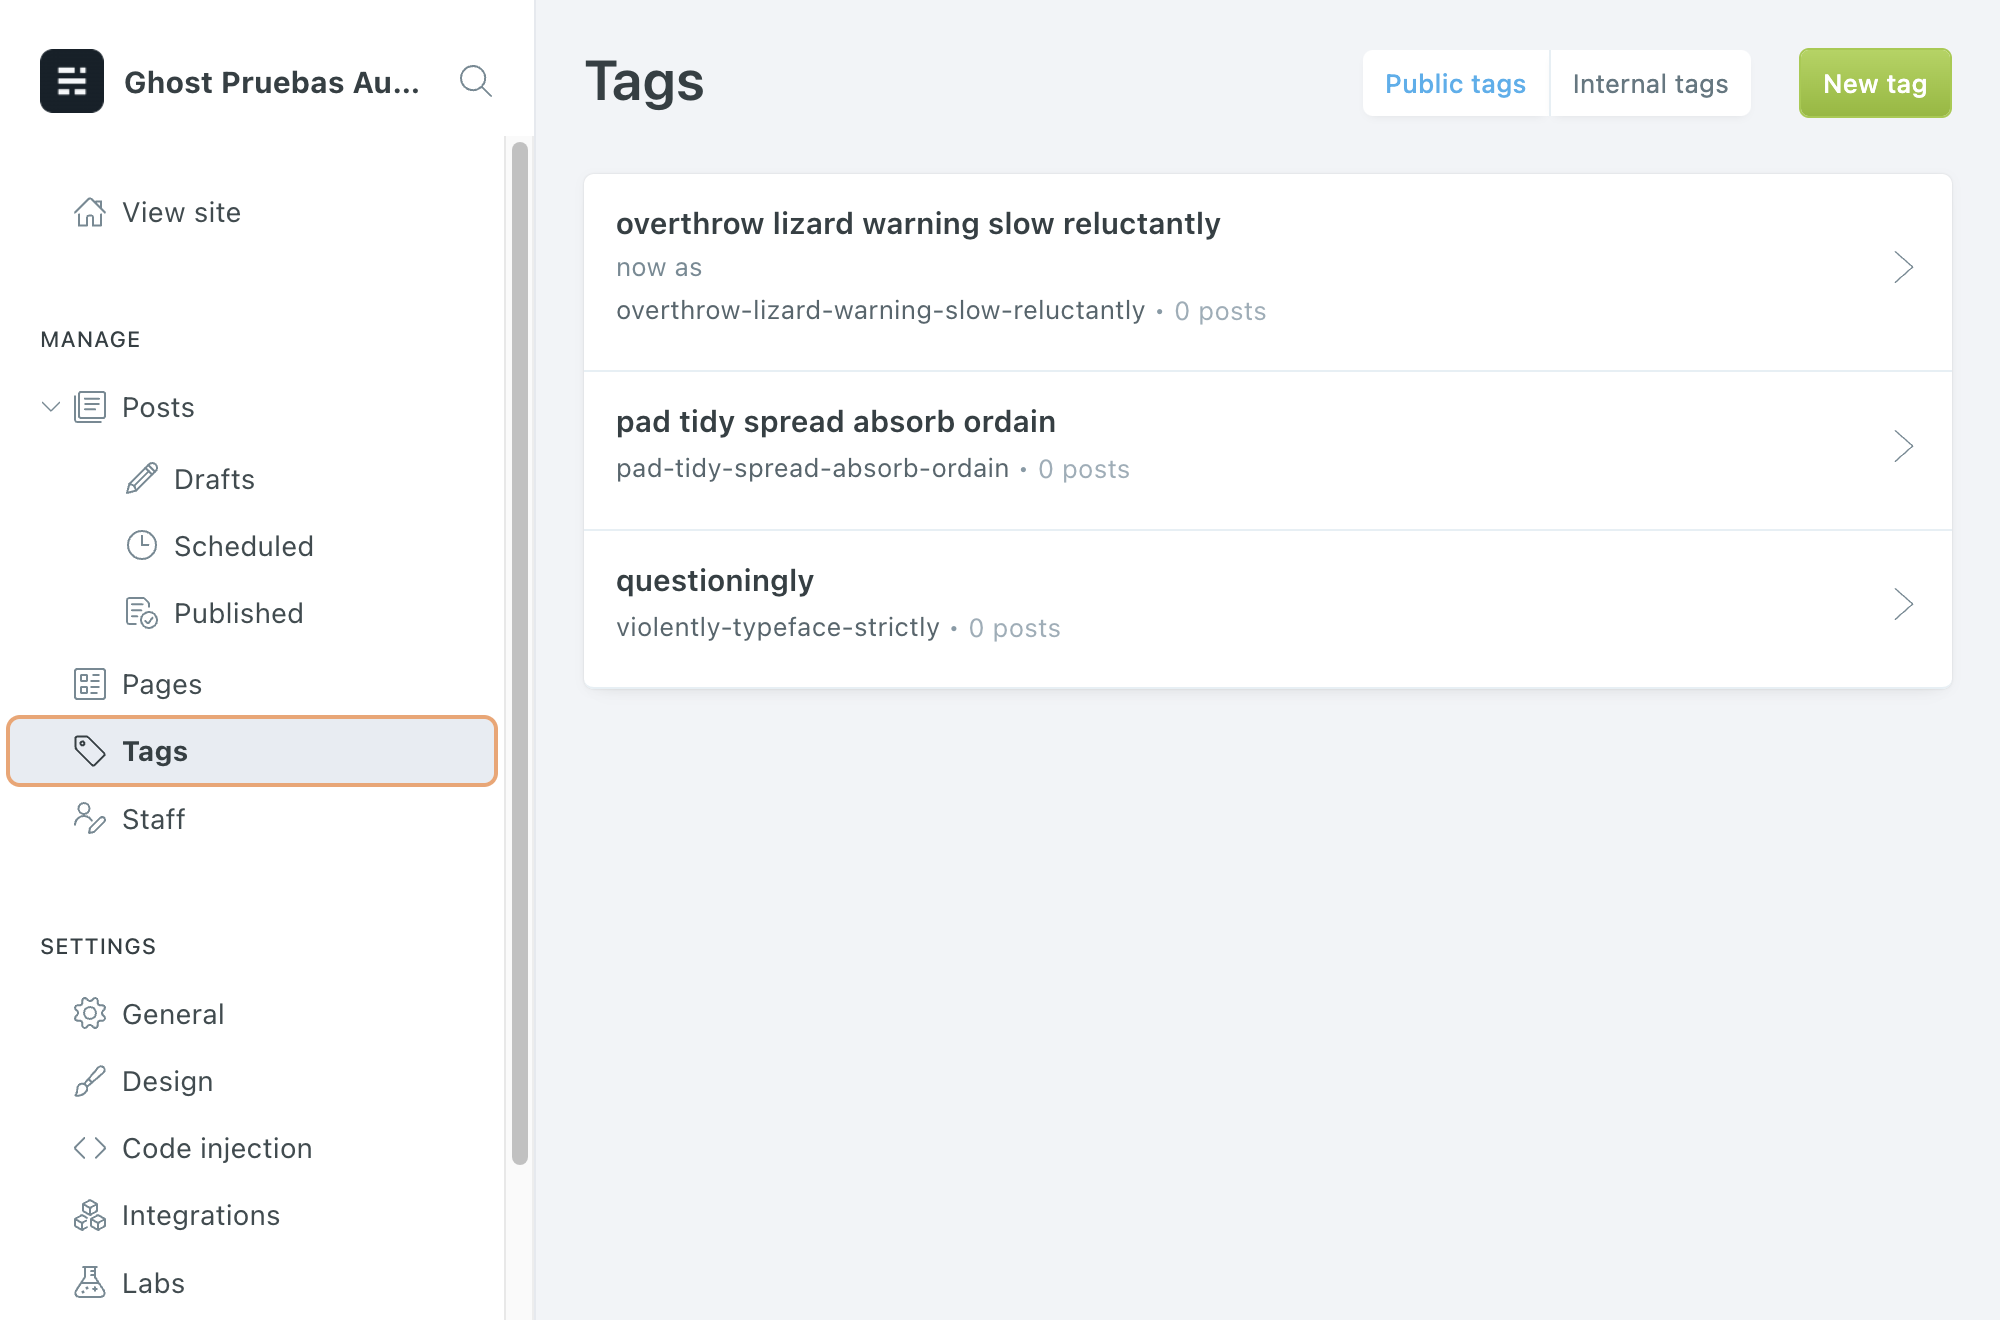 Ghost Pruebas Au...
View site
MANAGE
Posts
Drafts
Scheduled
Published
Pages
Tags
Staff
SETTINGS
General
Design
Code injection
Integrations
Labs
Tags
Public tags
Internal tags
New tag
overthrow lizard warning slow reluctantly
now as
overthrow-lizard-warning-slow-reluctantly • 0 posts
pad tidy spread absorb ordain
pad-tidy-spread-absorb-ordain • 0 posts
questioningly
violently-typeface-strictly • 0 posts